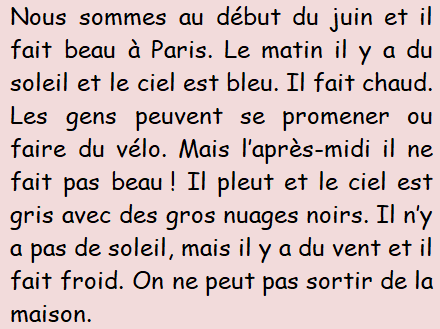 Nous sommes au début du juin et il
fait beau à Paris. Le matin il y a du
soleil et le ciel est bleu. Il fait chaud.
Les gens peuvent se promener ou
faire du vélo. Mais l'après-midi il ne
fait pas beau ! Il pleut et le ciel est
gris avec des gros nuages noirs. Il n'y
a pas de soleil, mais il y a du vent et il
fait froid. On ne peut pas sortir de la
maison.